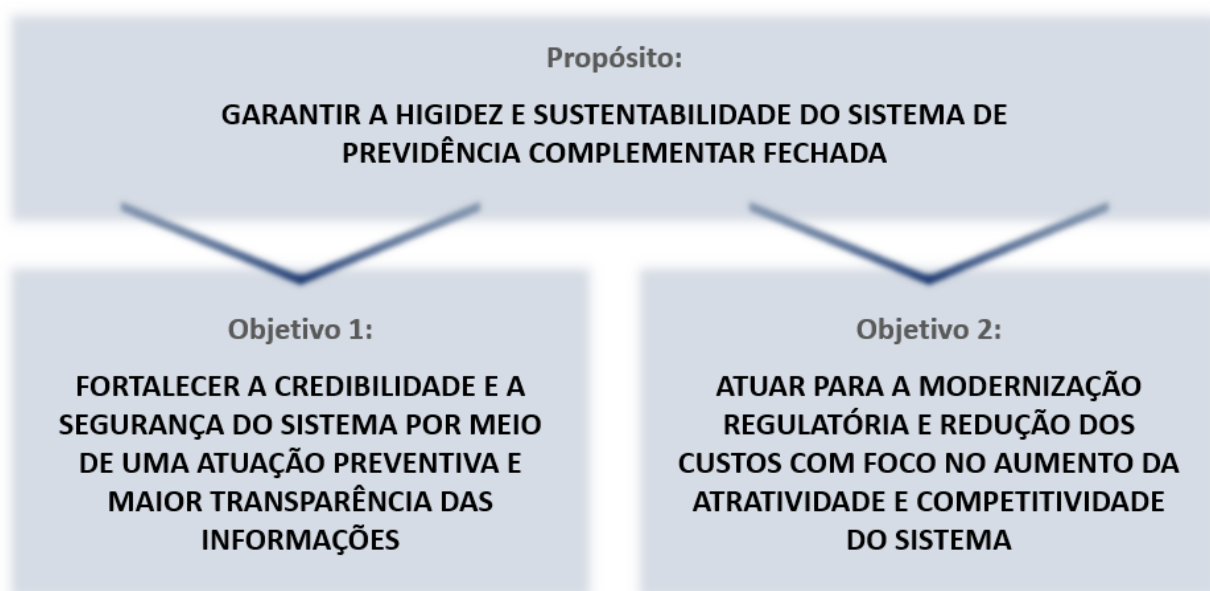 Propósito:
GARANTIR A HIGIDEZ E SUSTENTABILIDADE DO SISTEMA DE
PREVIDÊNCIA COMPLEMENTAR FECHADA
Objetivo 1:
FORTALECER A CREDIBILIDADE E A
SEGURANÇA DO SISTEMA POR MEIO
DE UMA ATUAÇÃO PREVENTIVA E
MAIOR TRANSPARÊNCIA DAS
INFORMAÇÕES
Objetivo 2:
ATUAR PARA A MODERNIZAÇÃO
REGULATÓRIA E REDUÇÃO DOS
CUSTOS COM FOCO NO AUMENTO DA
ATRATIVIDADE E COMPETITIVIDADE
DO SISTEMA